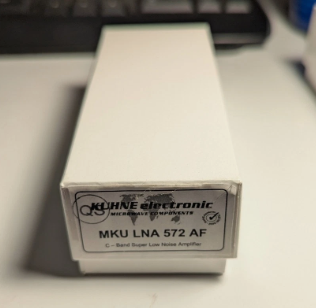 KUHNE electronic
MICROWAVE COMPONENTS
MKU LNA 572 AF
C - Band Super Low Noise Amplifier